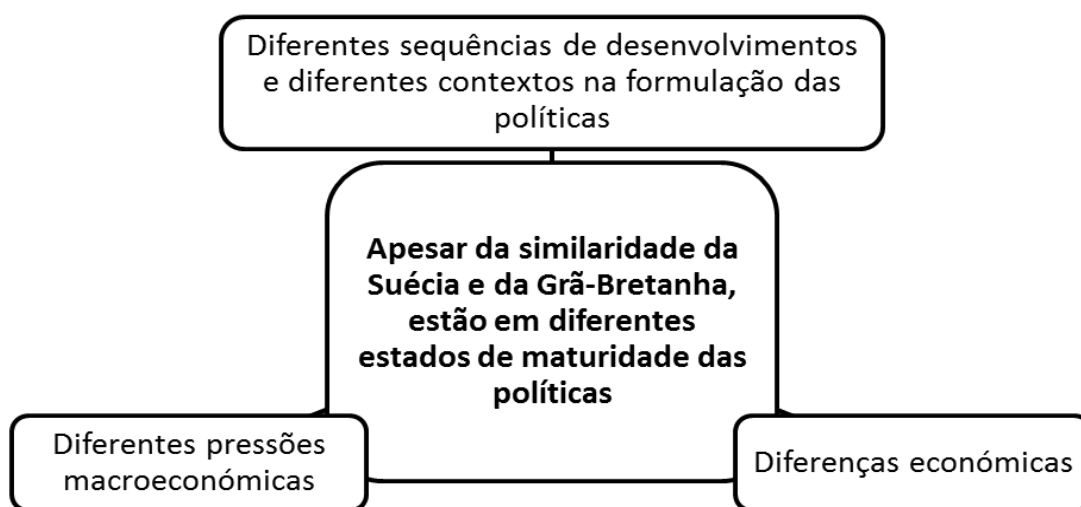 Diferentes sequências de desenvolvimentos
e diferentes contextos na formulação das
políticas
Apesar da similaridade da
Suécia e da Grã-Bretanha,
estão em diferentes
estados de maturidade das
políticas
Diferentes pressões
macroeconómicas
Diferenças económicas